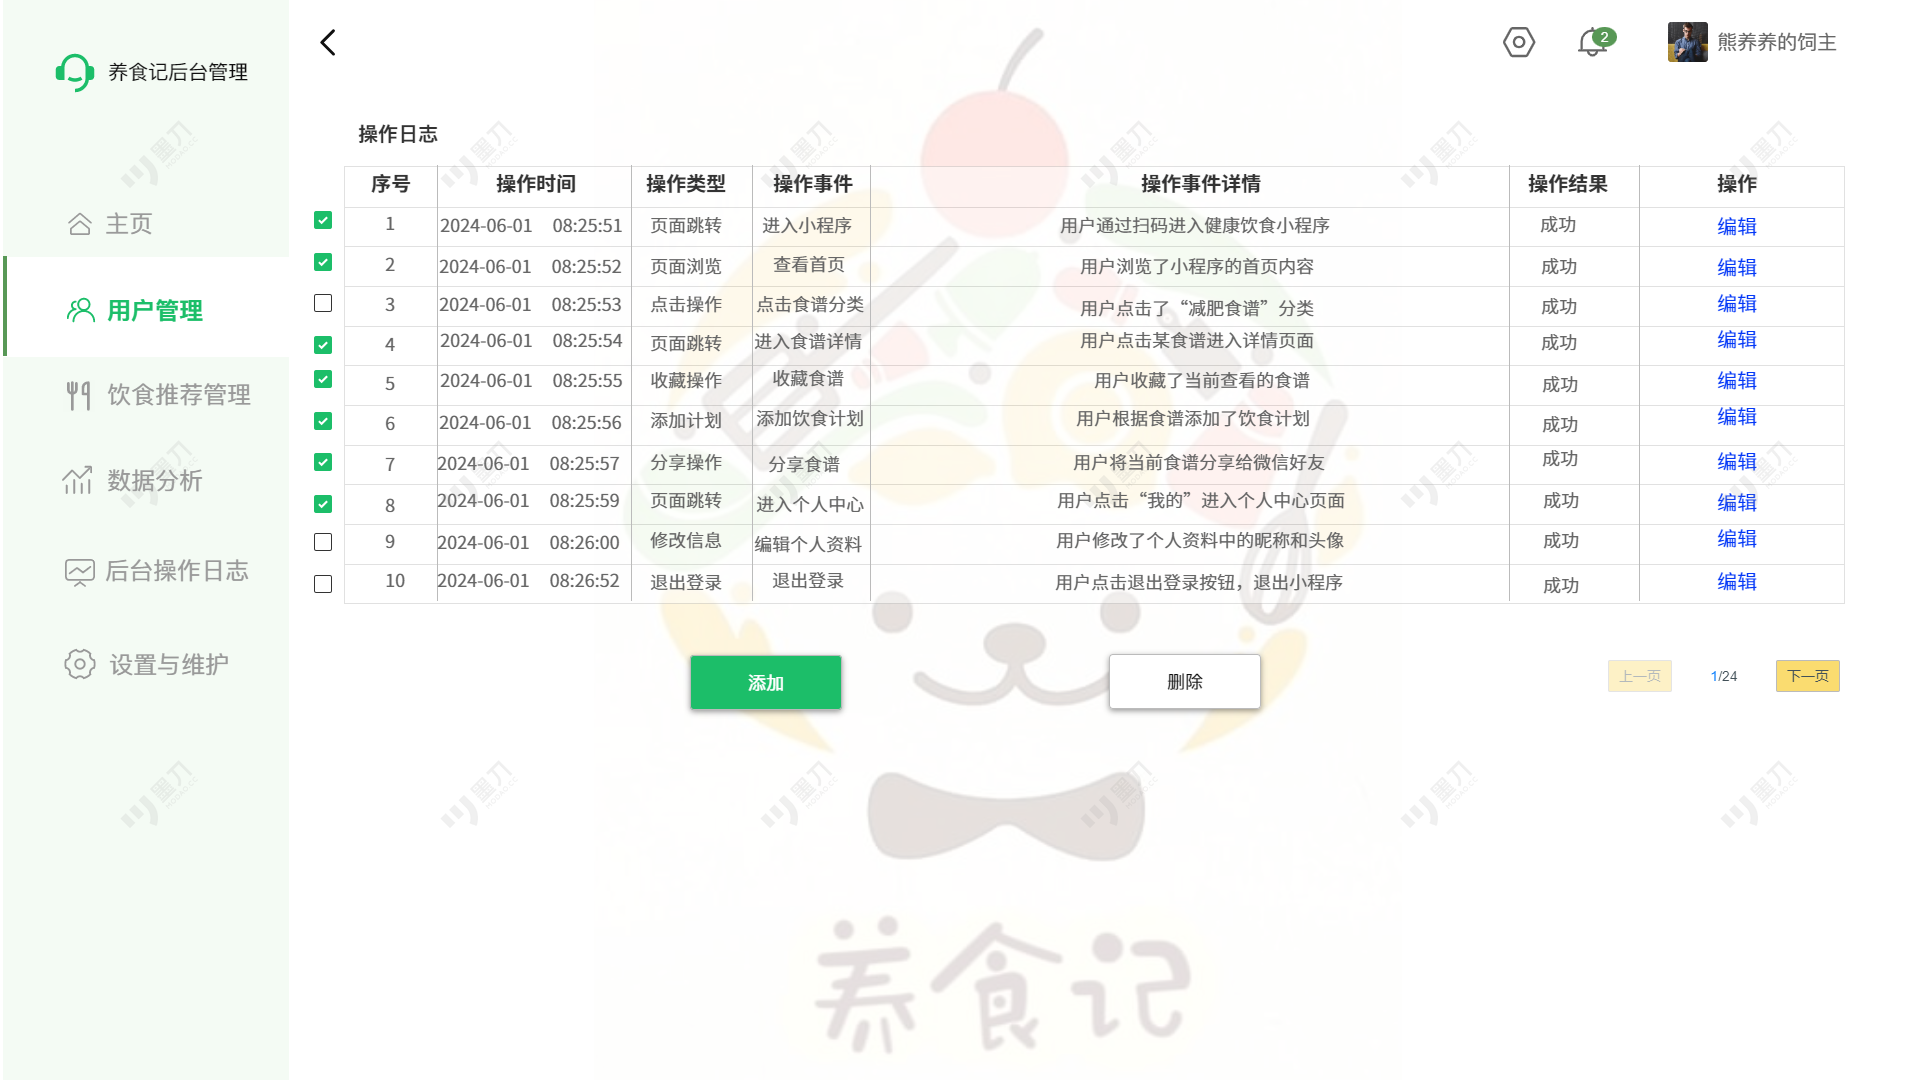 养食记后台管理
2
熊养养的饲主
操作日志
序号 操作时间 操作类型 操作事件 操作事件详情 操作结果 操作
1 2024-06-01 08:25:51 页面跳转 进入小程序 用户通过扫码进入健康饮食小程序 成功 编辑
2 2024-06-01 08:25:52 页面浏览 查看首页 用户浏览了小程序的首页内容 成功 编辑
3 2024-06-01 08:25:53 点击操作 点击食谱分类 用户点击了“减肥食谱”分类 成功 编辑
4 2024-06-01 08:25:54 页面跳转 进入食谱详情 用户点击某食谱进入详情页面 成功 编辑
5 2024-06-01 08:25:55 收藏操作 收藏食谱 用户收藏了当前查看的食谱 成功 编辑
6 2024-06-01 08:25:56 添加计划 添加饮食计划 用户根据食谱添加了饮食计划 成功 编辑
7 2024-06-01 08:25:57 分享操作 分享食谱 用户将当前食谱分享给微信好友 成功 编辑
8 2024-06-01 08:25:59 页面跳转 进入个人中心 用户点击“我的”进入个人中心页面 成功 编辑
9 2024-06-01 08:26:00 修改信息 编辑个人资料 用户修改了个人资料中的昵称和头像 成功 编辑
10 2024-06-01 08:26:52 退出登录 退出登录 用户点击退出登录按钮，退出小程序 成功 编辑
主页
用户管理
饮食推荐管理
数据分析
后台操作日志
设置与维护
添加
删除
上一页
1/24
下一页
养食记
墨刀
MODAO.CC